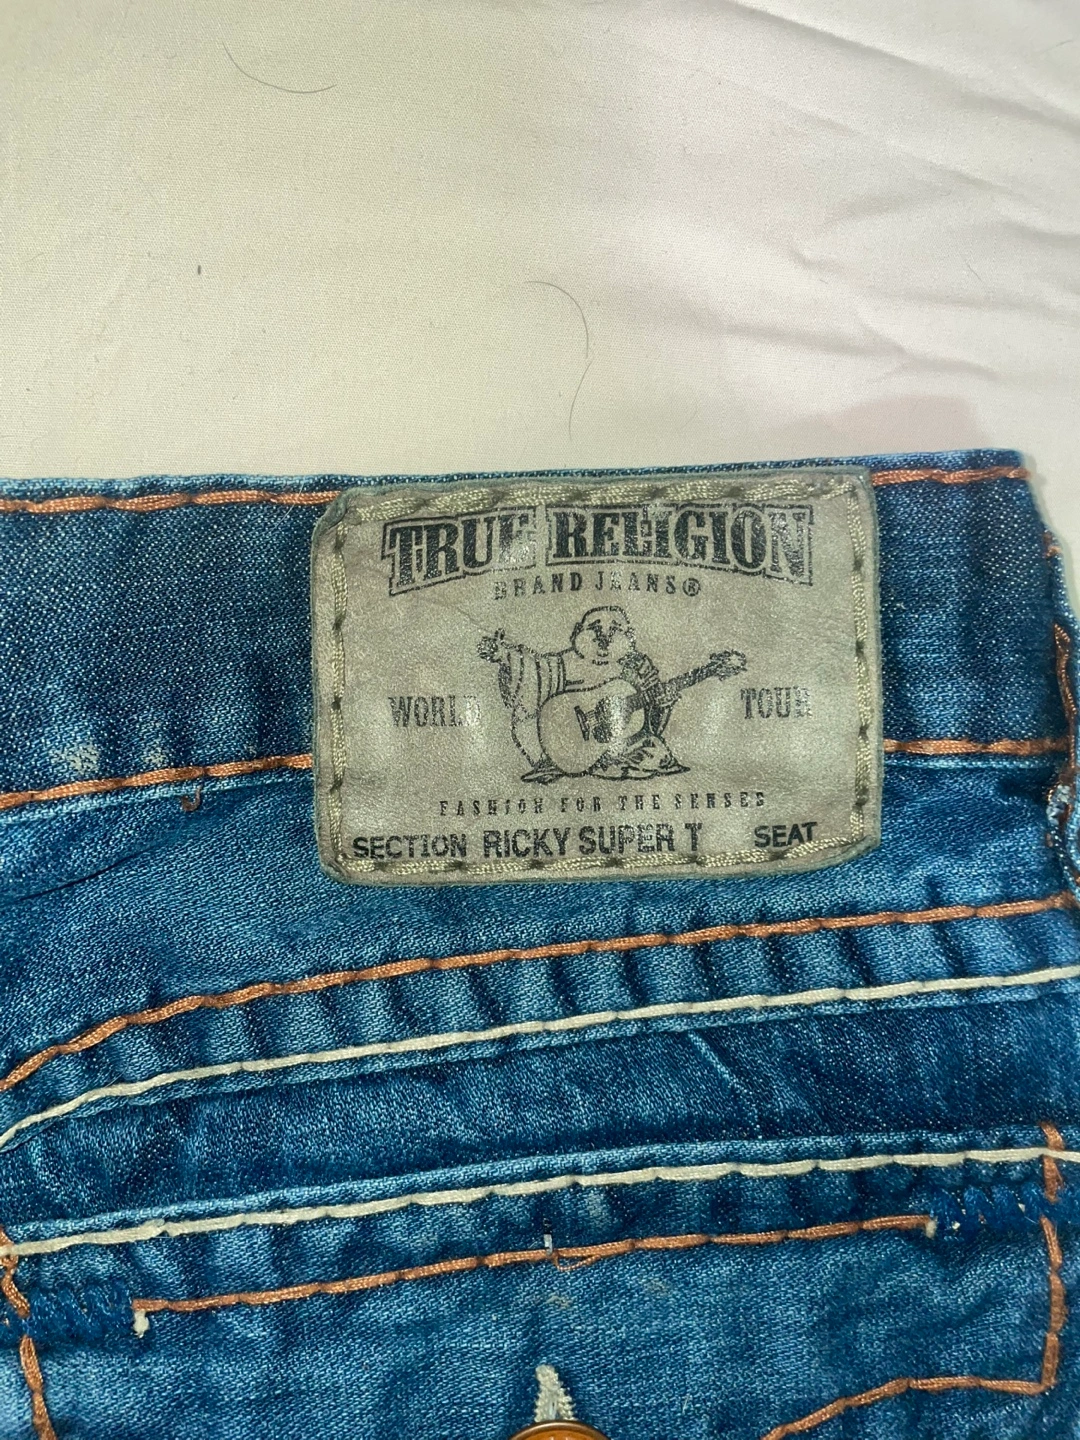 TRUE RELIGION
BRAND JEANS®
WORLD TOUR
FASHION FOR THE SENSES
SECTION RICKY SUPER T SEAT